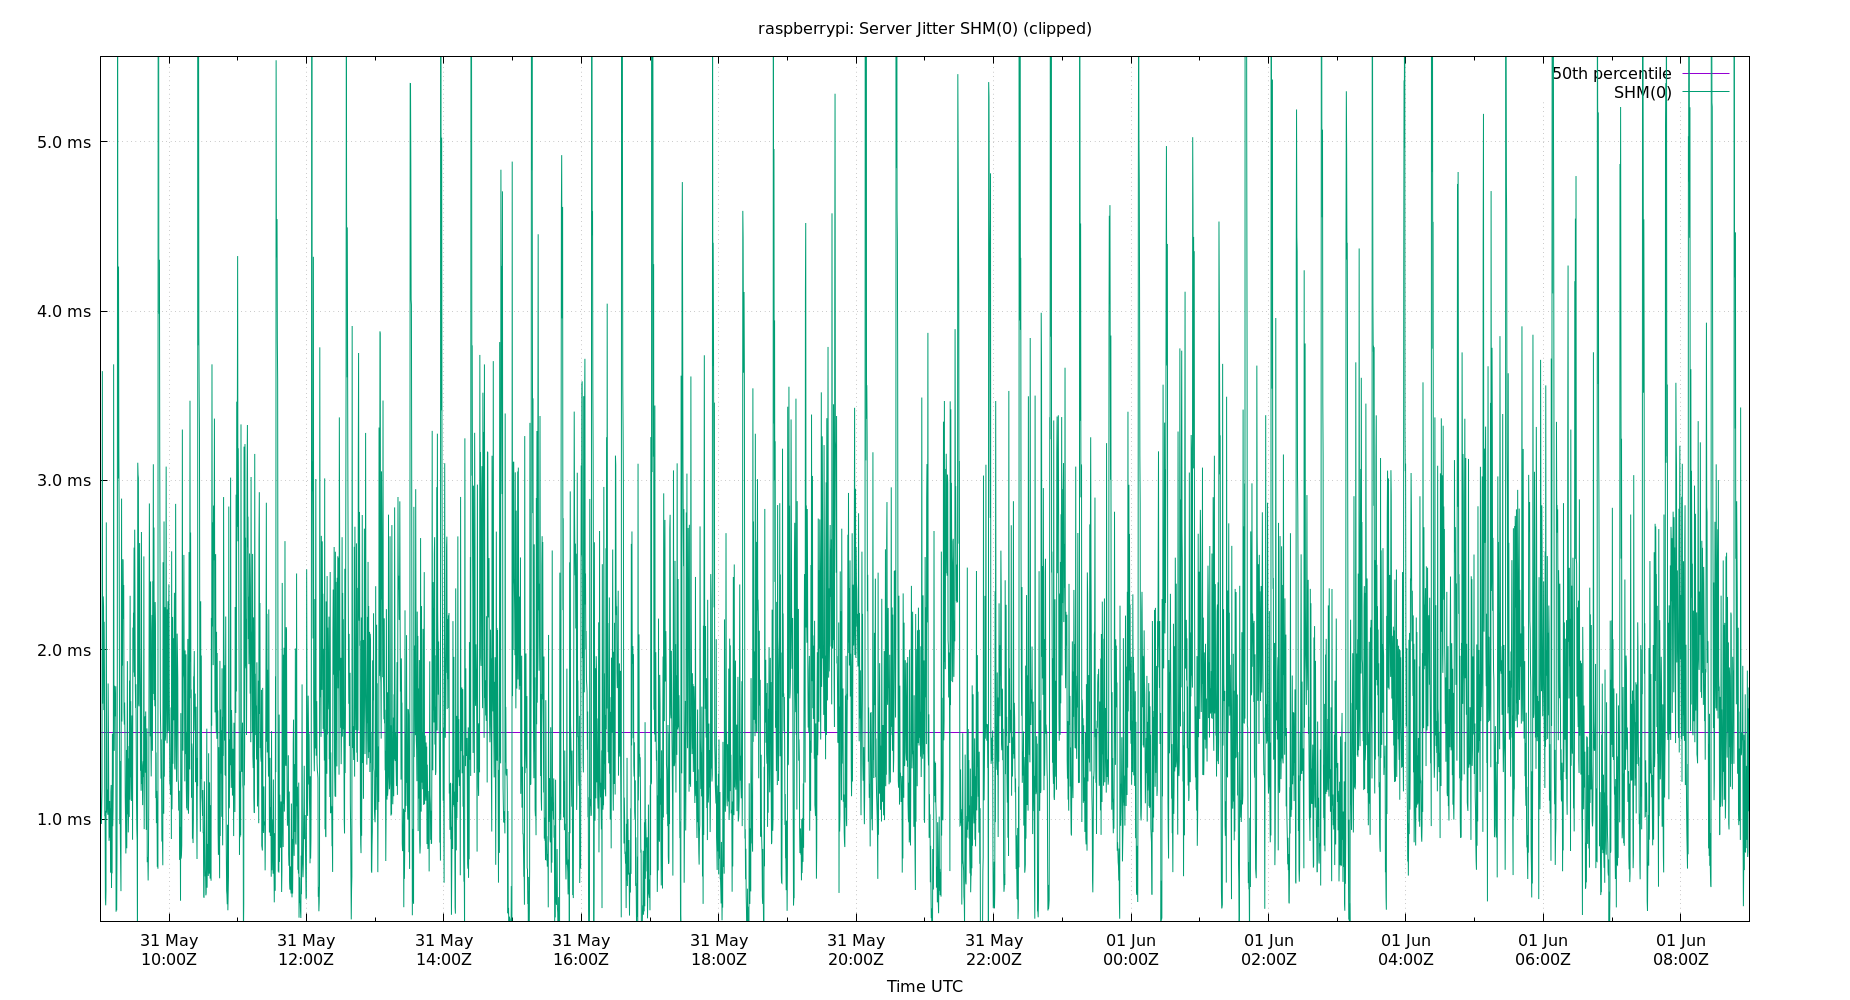 raspberrypi: Server Jitter SHM(0) (clipped)
50th percentile
SHM(0)
5.0 ms
4.0 ms
3.0 ms
2.0 ms
1.0 ms
31 May 31 May 31 May 31 May 31 May 31 May 31 May 01 Jun 01 Jun 01 Jun 01 Jun 01 Jun
10:00Z 12:00Z 14:00Z 16:00Z 18:00Z 20:00Z 22:00Z 00:00Z 02:00Z 04:00Z 06:00Z 08:00Z
Time UTC